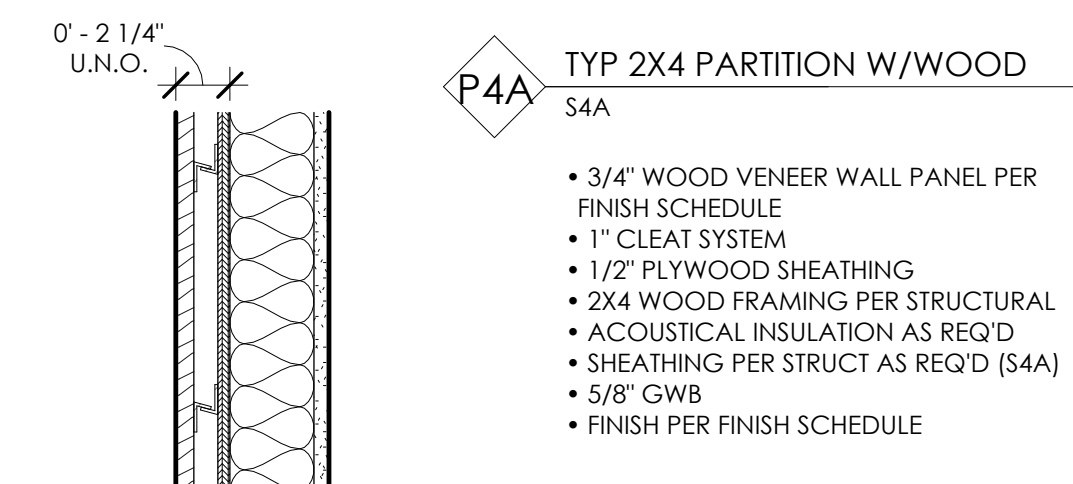 0' - 2 1/4"
U.N.O.
P4A
TYP 2X4 PARTITION W/WOOD
S4A
• 3/4" WOOD VENEER WALL PANEL PER
FINISH SCHEDULE
• 1" CLEAT SYSTEM
• 1/2" PLYWOOD SHEATHING
• 2X4 WOOD FRAMING PER STRUCTURAL
• ACOUSTICAL INSULATION AS REQ'D
• SHEATHING PER STRUCT AS REQ'D (S4A)
• 5/8" GWB
• FINISH PER FINISH SCHEDULE